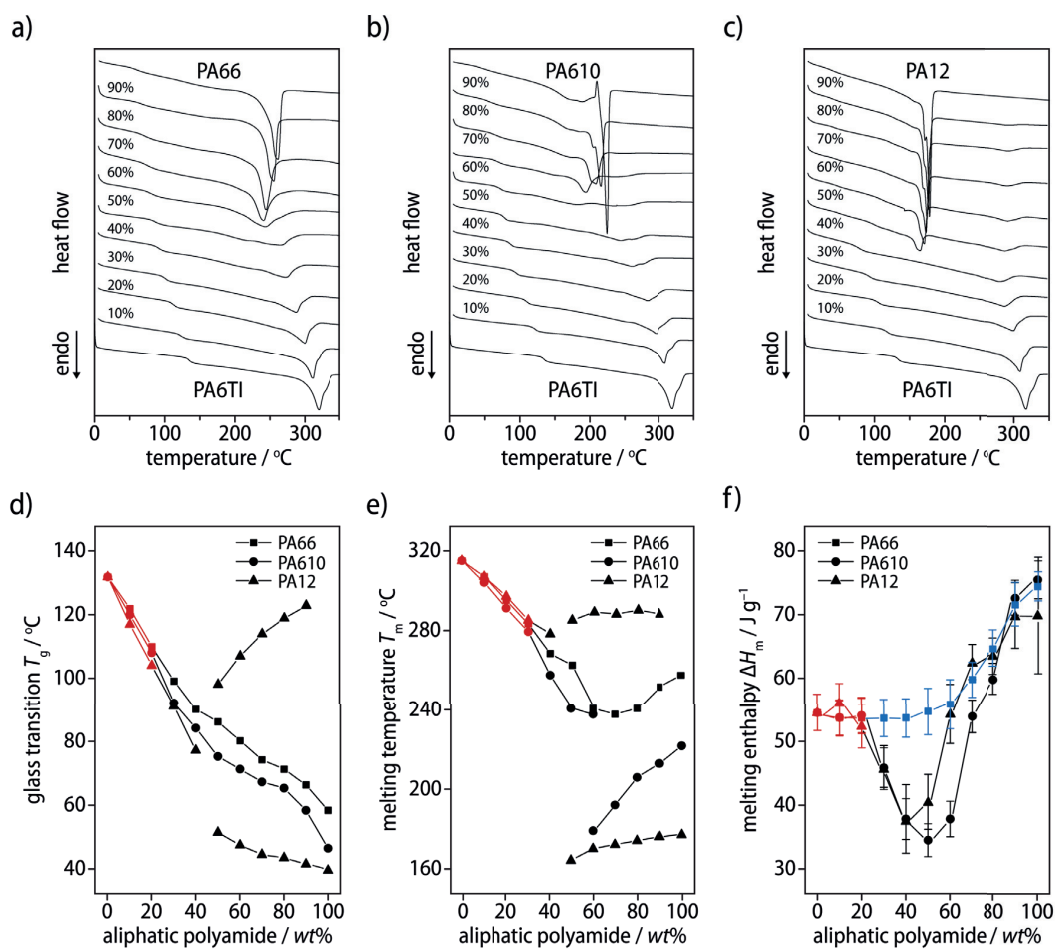 a)
PA66
90%
80%
70%
60%
50%
40%
30%
20%
10%
PA6TI
heat flow
endo
0
100
200
300
temperature / °C
b)
PA610
90%
80%
70%
60%
50%
40%
30%
20%
10%
PA6TI
heat flow
endo
0
100
200
300
temperature / °C
c)
PA12
90%
80%
70%
60%
50%
40%
30%
20%
10%
PA6TI
heat flow
endo
0
100
200
300
temperature / °C
d)
PA66
PA610
PA12
140
120
100
80
60
40
glass transition Tg / °C
0
20
40
60
80
100
aliphatic polyamide / wt%
e)
PA66
PA610
PA12
320
280
240
200
160
melting temperature Tm / °C
0
20
40
60
80
100
aliphatic polyamide / wt%
f)
PA66
PA610
PA12
80
70
60
50
40
30
melting enthalpy ΔHm / J g⁻¹
0
20
40
60
80
100
aliphatic polyamide / wt%